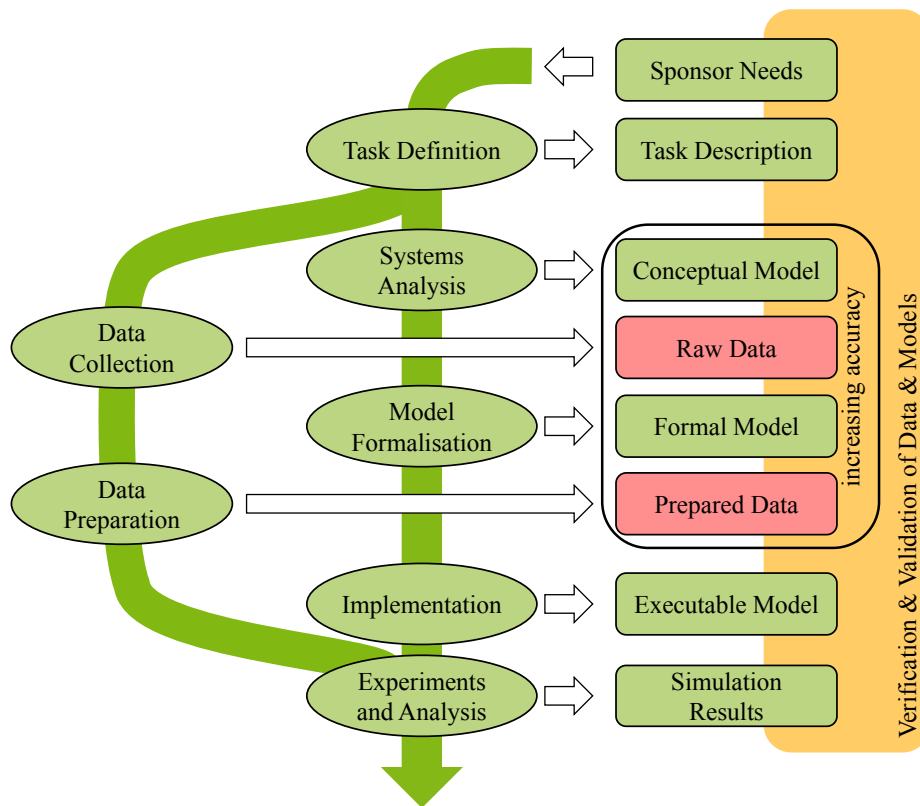 Sponsor Needs
Task Definition
Task Description
Systems
Analysis
Conceptual Model
Data
Collection
Raw Data
Model
Formalisation
Formal Model
Data
Preparation
Prepared Data
increasing accuracy
Implementation
Executable Model
Experiments
and Analysis
Simulation
Results
Verification & Validation of Data & Models